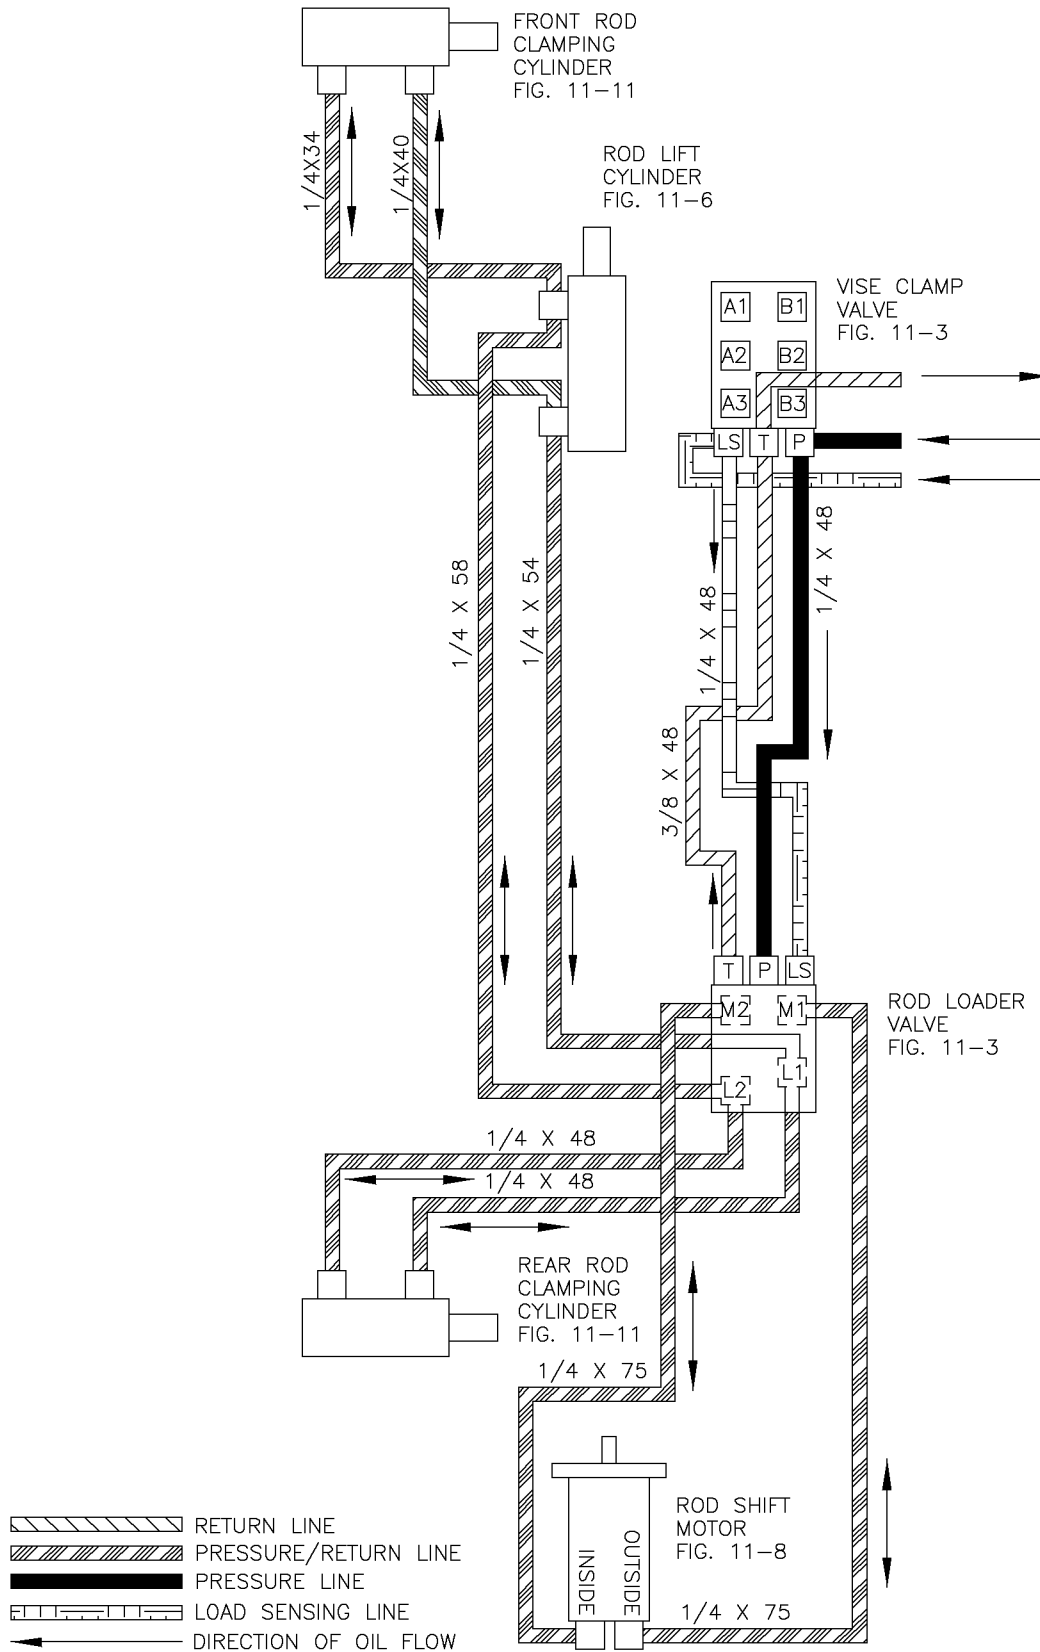 FRONT ROD
CLAMPING
CYLINDER
FIG. 11-11
1/4X34
1/4X40
ROD LIFT
CYLINDER
FIG. 11-6
VISE CLAMP
VALVE
FIG. 11-3
A1 B1
A2 B2
A3 B3
LS T P
1/4 X 58
1/4 X 54
1/4 X 48
1/4 X 48
3/8 X 48
T P LS
M2 M1
L1
L2
ROD LOADER
VALVE
FIG. 11-3
1/4 X 48
1/4 X 48
REAR ROD
CLAMPING
CYLINDER
FIG. 11-11
1/4 X 75
ROD SHIFT
MOTOR
FIG. 11-8
INSIDE
OUTSIDE
1/4 X 75
RETURN LINE
PRESSURE/RETURN LINE
PRESSURE LINE
LOAD SENSING LINE
DIRECTION OF OIL FLOW